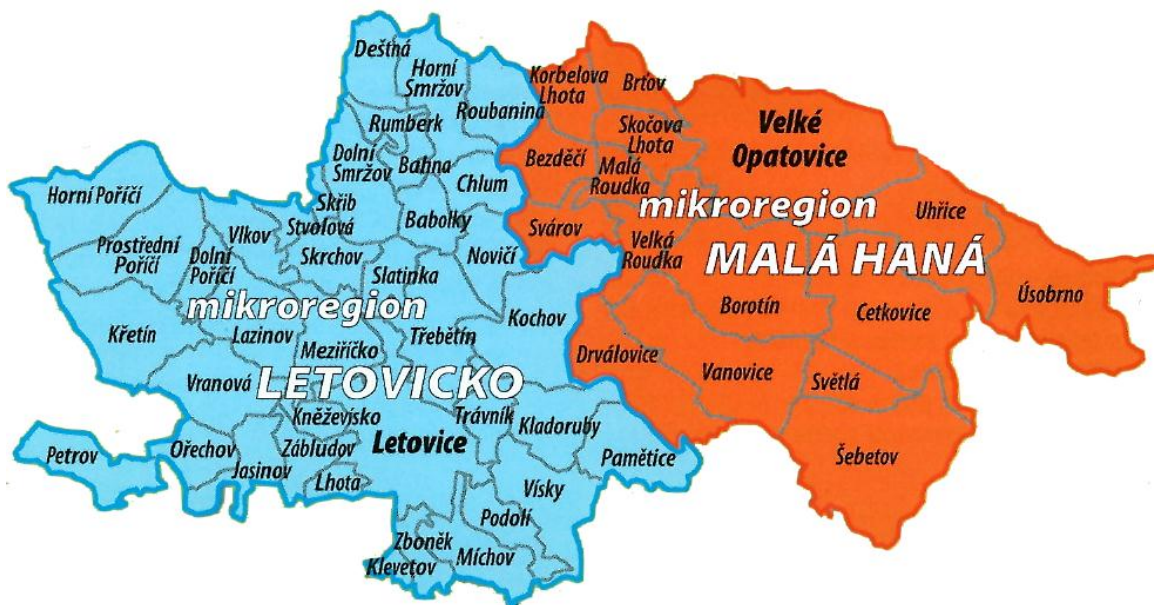 Deštná
Horní
Smržov
Roubanina
Rumberk
Dolní
Smržov
Bahna
Chlum
Skřib
Babolky
Stvolová
Vlkov
Horní Poříčí
Prostřední
Poříčí
Dolní
Poříčí
Skrchov
Slatinka
Novičí
mikroregion
Kochov
Křetín
Lazinov
Meziříčko
Třebětín
Vranová
LETOVICKO
Kněževísko
Trávník
Kladoruby
Letovice
Petrov
Ořechov
Jasinov
Zábludov
Lhota
Pamětice
Vísky
Podolí
Zboněk
Míchov
Klevetov
Korbelova
Lhota
Brťov
Skočova
Lhota
Velké
Opatovice
Bezděčí
Malá
Roudka
mikroregion
Uhřice
Svárov
Velká
Roudka
MALÁ HANÁ
Úsobrno
Borotín
Cetkovice
Drválovice
Vanovice
Světlá
Šebetov